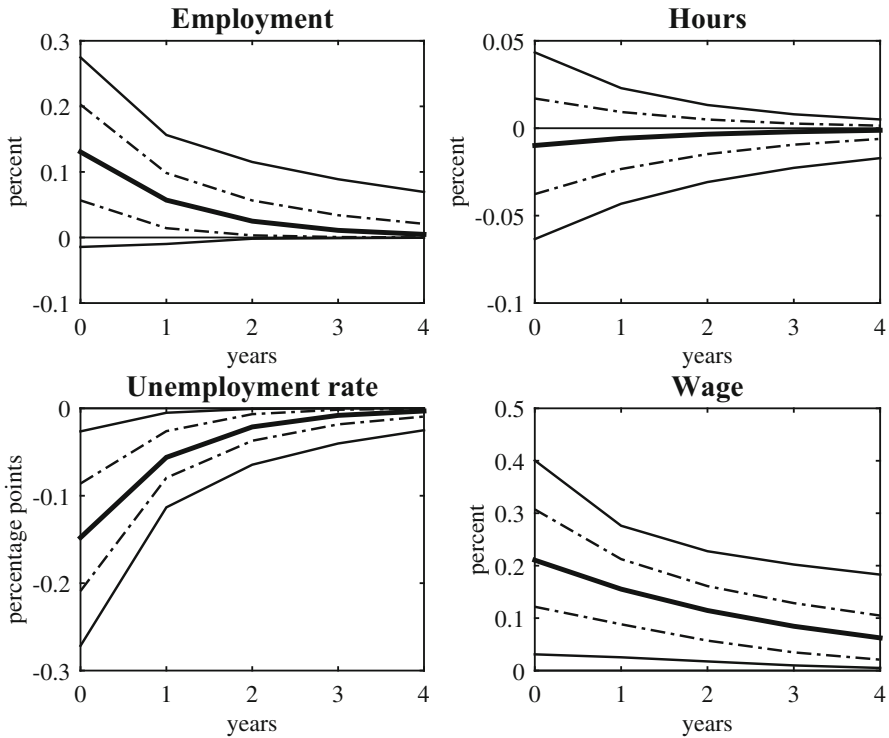 Employment
percent
0.3
0.2
0.1
0
-0.1
0 1 2 3 4
years
Hours
percent
0.05
0
-0.05
-0.1
0 1 2 3 4
years
Unemployment rate
percentage points
0
-0.1
-0.2
-0.3
0 1 2 3 4
years
Wage
percent
0.5
0.4
0.3
0.2
0.1
0
0 1 2 3 4
years